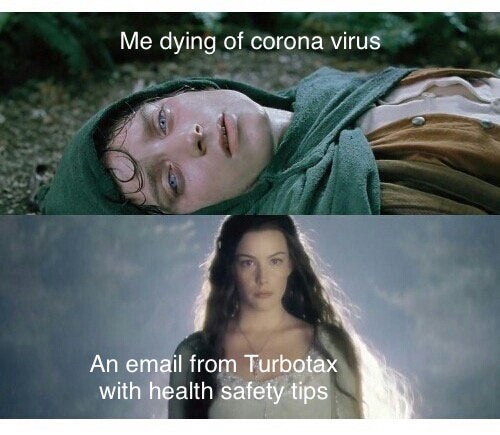 Me dying of corona virus
An email from Turbotax
with health safety tips